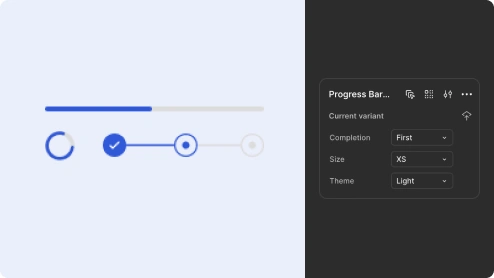 Progress Bar...
Current variant
Completion First
Size XS
Theme Light